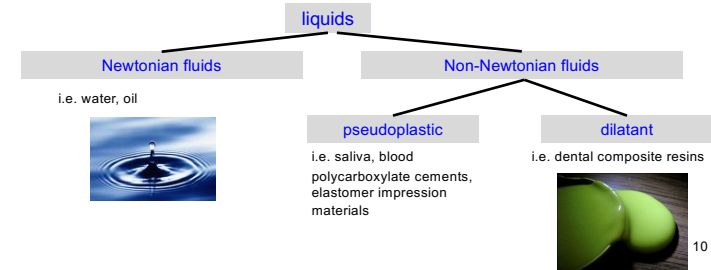 liquids
Newtonian fluids
Non-Newtonian fluids
i.e. water, oil
pseudoplastic
dilatant
i.e. saliva, blood
polycarboxylate cements,
elastomer impression
materials
i.e. dental composite resins
10